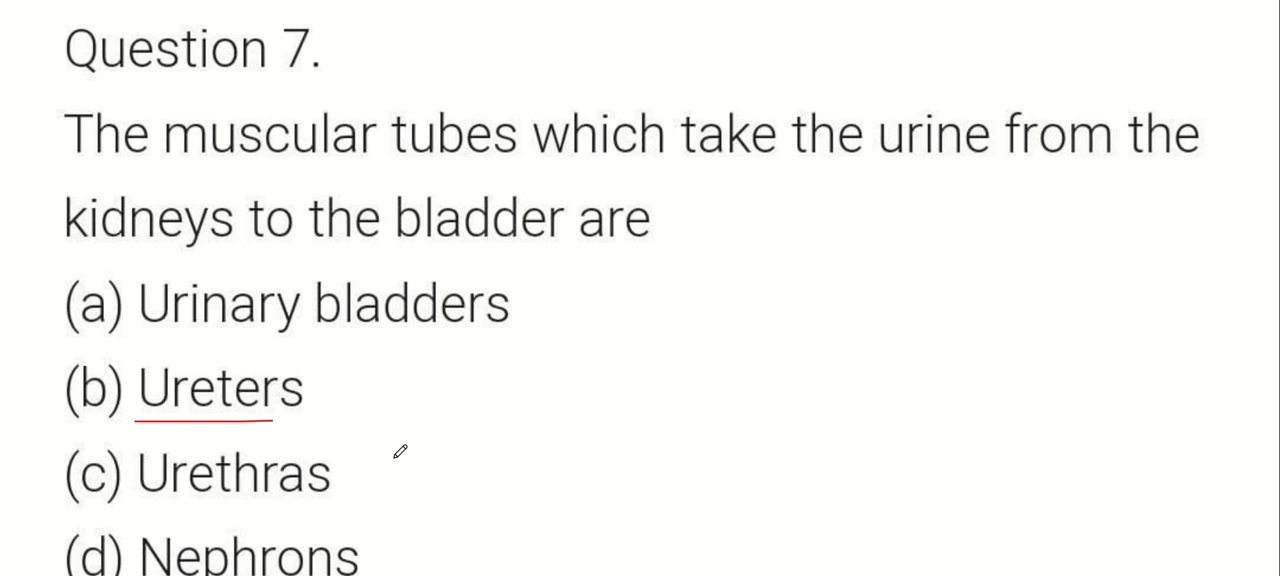 Question 7.
The muscular tubes which take the urine from the
kidneys to the bladder are
(a) Urinary bladders
(b) Ureters
(c) Urethras
(d) Nephrons